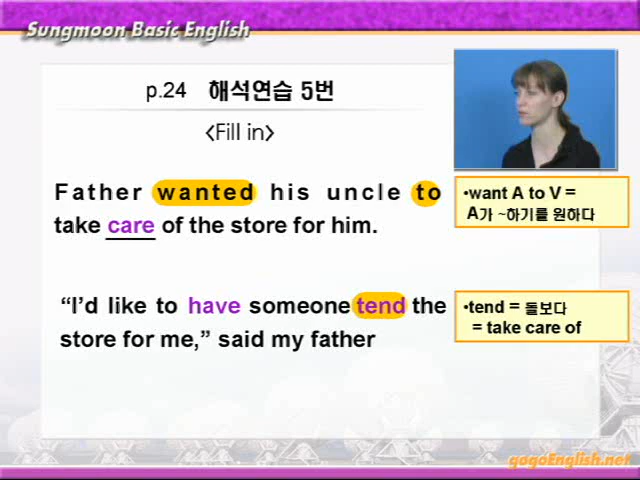 Sungmoon Basic English
p.24 해석연습 5번
<Fill in>
Father wanted his uncle to
take care of the store for him.
•want A to V =
A가 ~하기를 원하다
“I’d like to have someone tend the
store for me,” said my father
•tend = 돌보다
= take care of
gogoEnglish.net